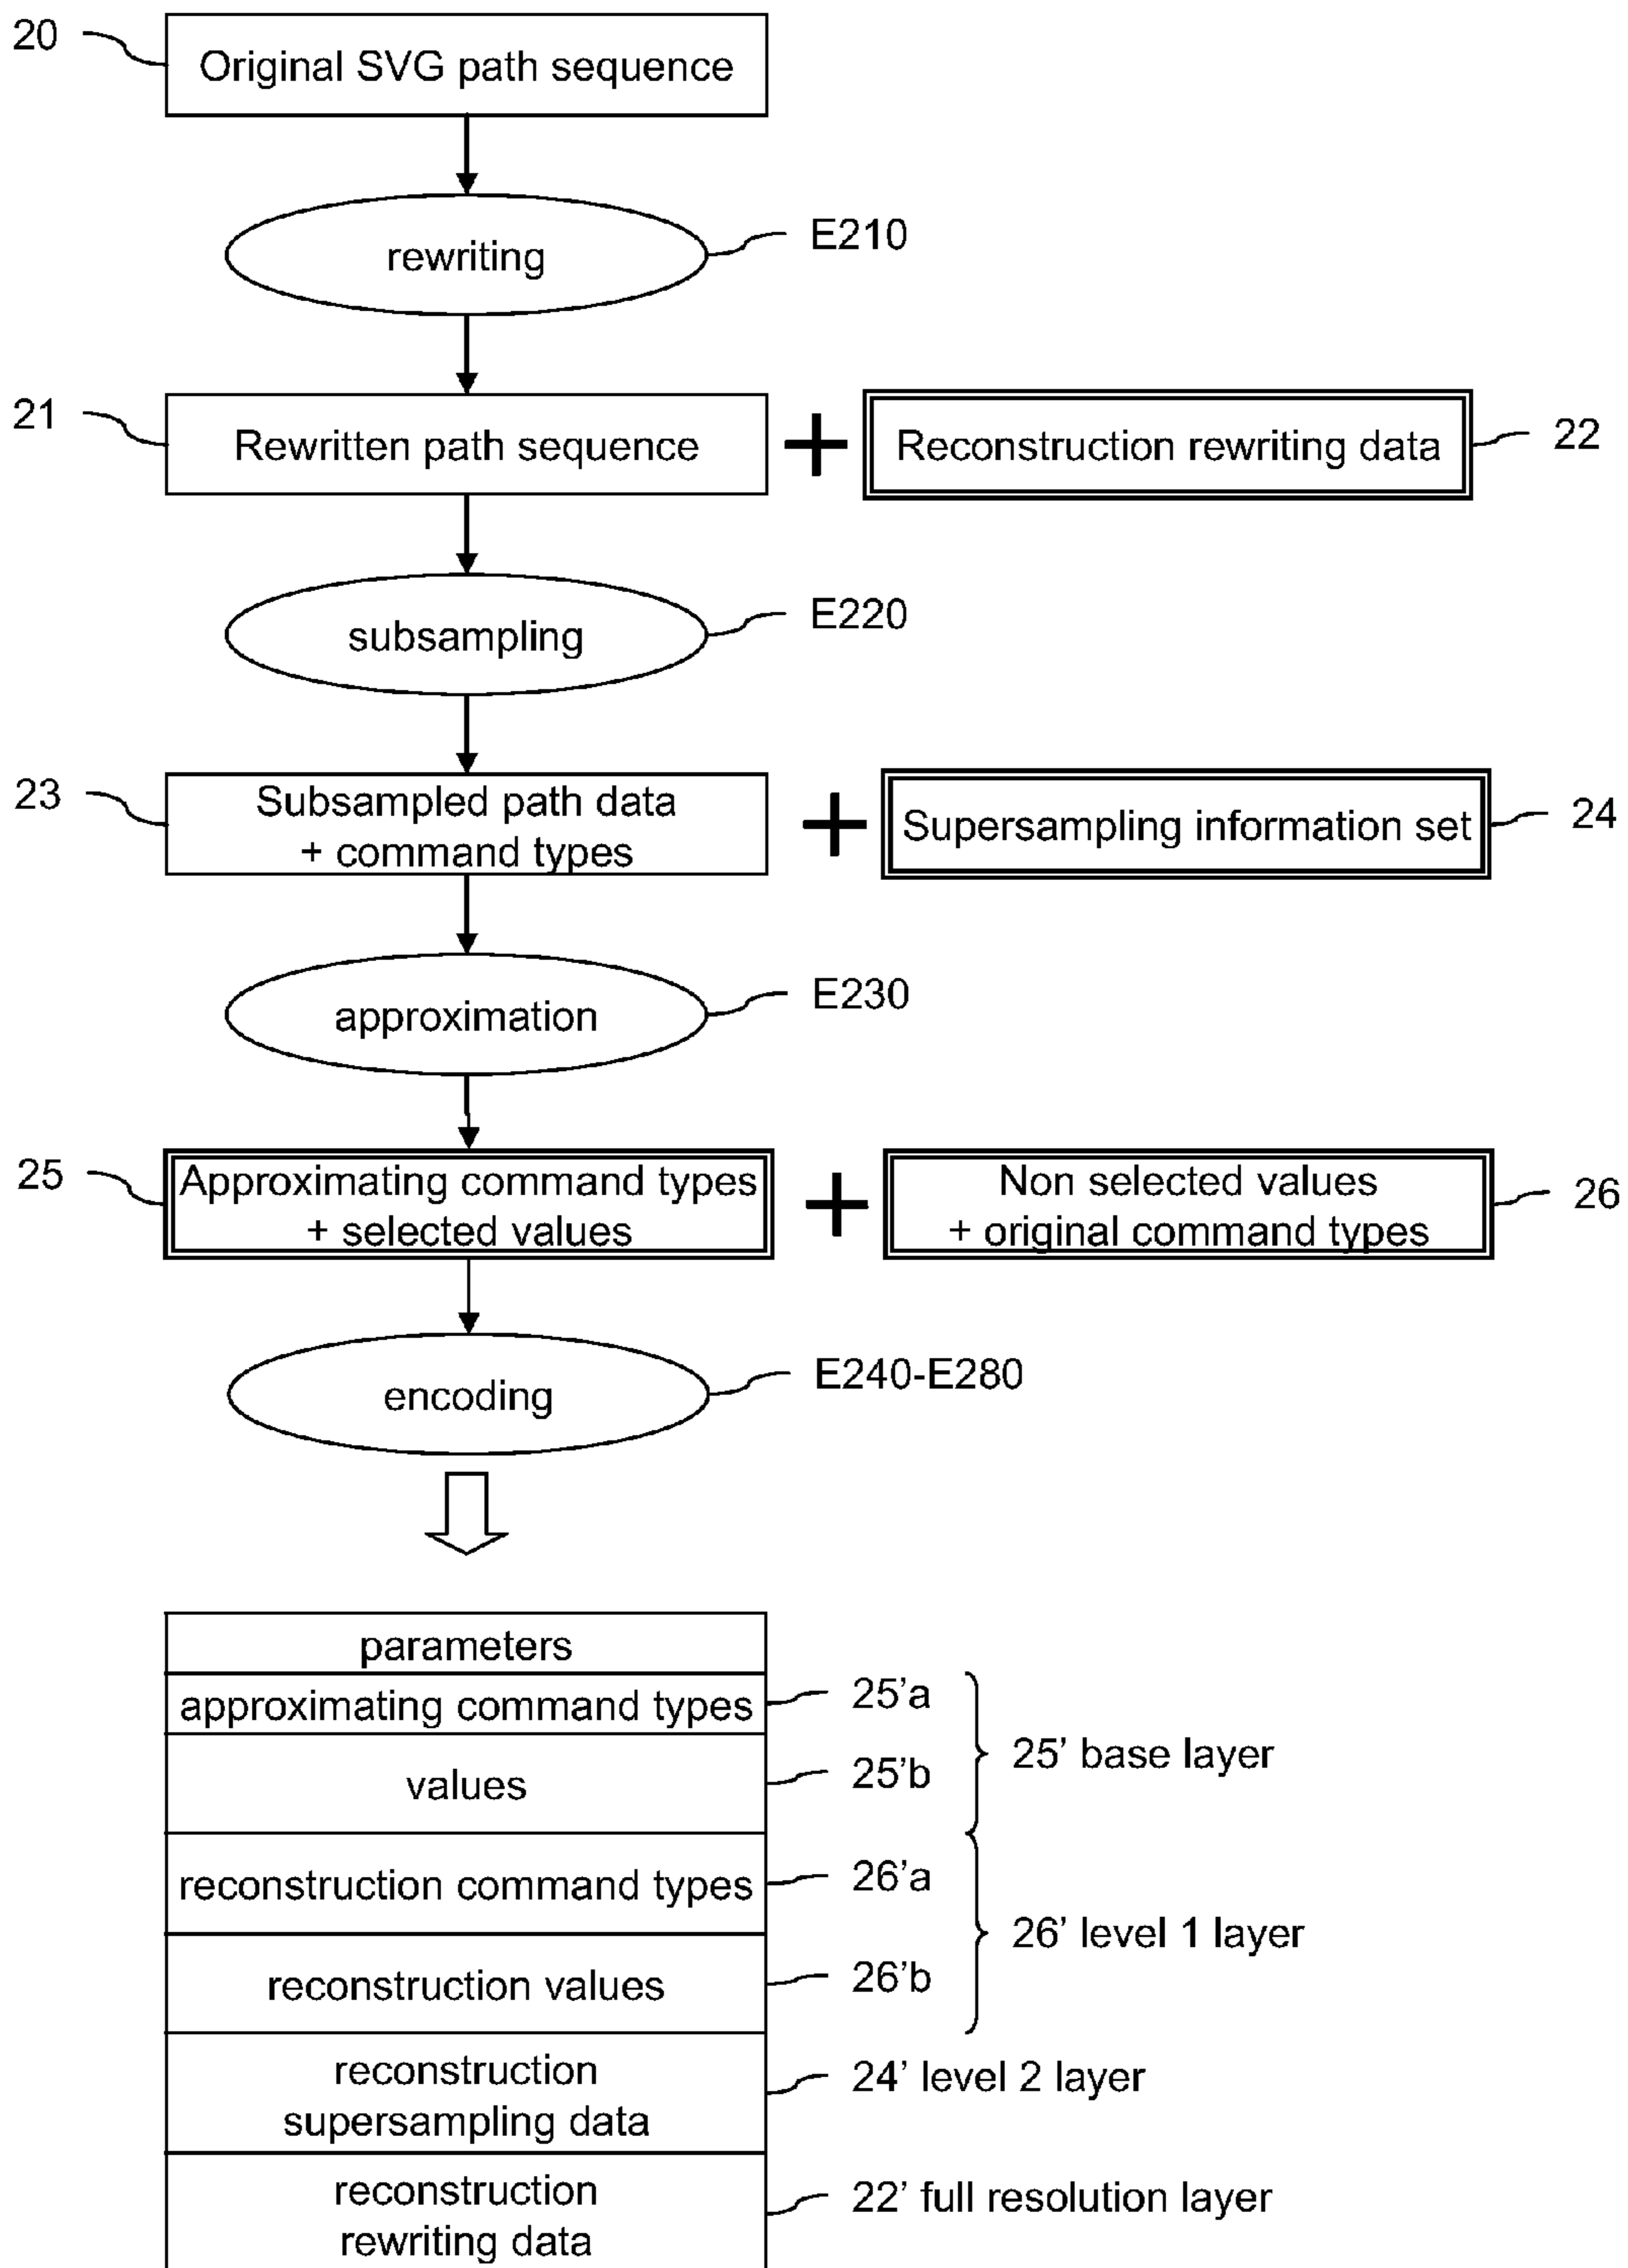 20
Original SVG path sequence
rewriting
E210
21
Rewritten path sequence
+
Reconstruction rewriting data
22
subsampling
E220
23
Subsampled path data
+ command types
+
Supersampling information set
24
approximation
E230
25
Approximating command types
+ selected values
+
Non selected values
+ original command types
26
encoding
E240-E280
parameters
approximating command types
25'a
values
25'b
25' base layer
reconstruction command types
26'a
reconstruction values
26'b
26' level 1 layer
reconstruction
supersampling data
24' level 2 layer
reconstruction
rewriting data
22' full resolution layer